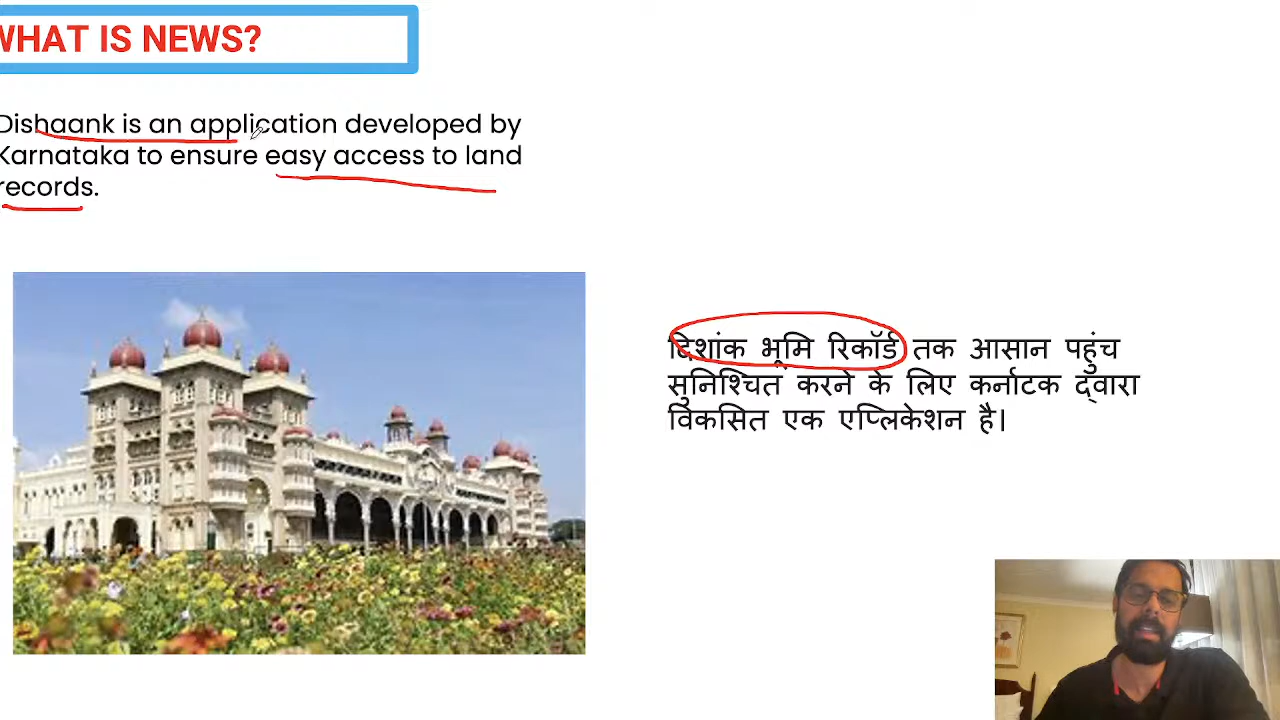 WHAT IS NEWS?
Dishaank is an application developed by
Karnataka to ensure easy access to land
records.
दिशांक भूमि रिकॉर्ड तक आसान पहुंच
सुनिश्चित करने के लिए कर्नाटक द्वारा
विकसित एक एप्लिकेशन है।